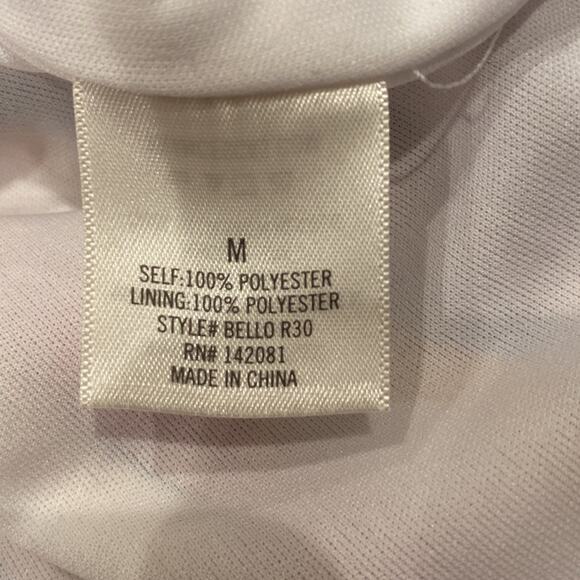 M
SELF:100% POLYESTER
LINING:100% POLYESTER
STYLE# BELLO R30
RN# 142081
MADE IN CHINA